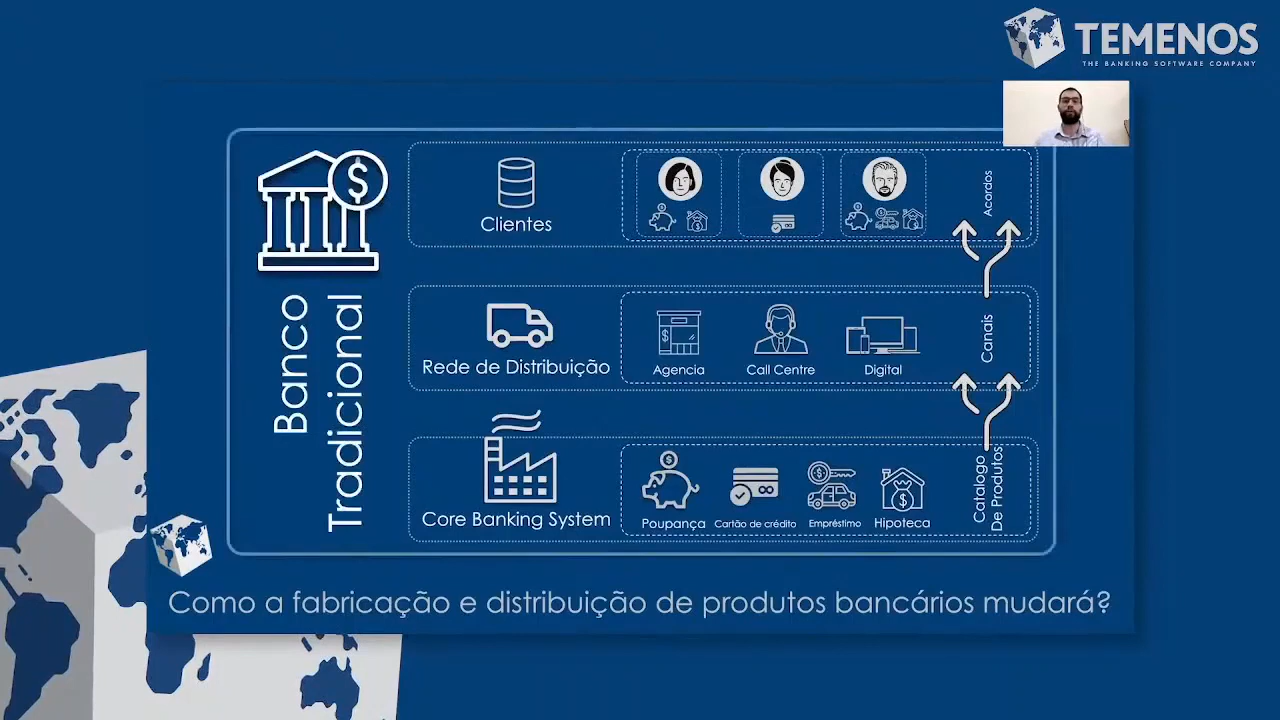 TEMENOS
THE BANKING SOFTWARE COMPANY
Banco
Tradicional
Clientes
Acordos
Rede de Distribuição
Agencia
Call Centre
Digital
Canais
Core Banking System
Poupança
Cartão de crédito
Empréstimo
Hipoteca
Catalogo
De Produtos
Como a fabricação e distribuição de produtos bancários mudará?